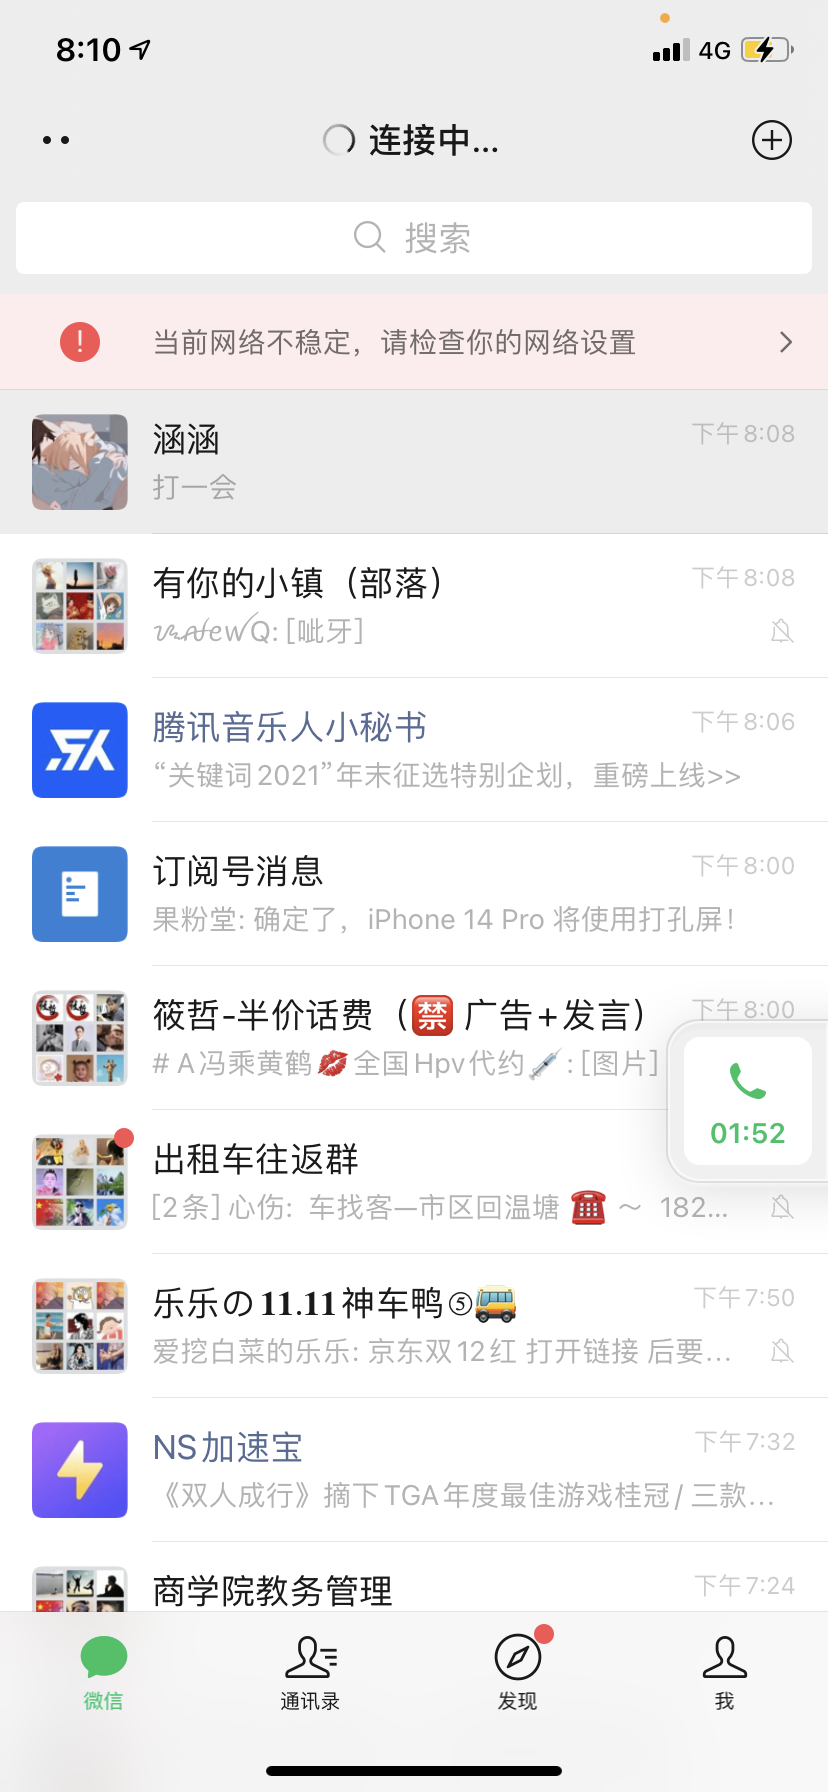 8:10
4G
连接中...
搜索
当前网络不稳定，请检查你的网络设置
涵涵
下午 8:08
打一会
有你的小镇（部落）
下午 8:08
Q: [呲牙]
腾讯音乐人小秘书
下午 8:06
“关键词2021”年末征选特别企划，重磅上线>>
订阅号消息
下午 8:00
果粉堂: 确定了，iPhone 14 Pro 将使用打孔屏！
筱哲-半价话费（🈲 广告+发言）
下午 8:00
# A冯乘黄鹤💋全国Hpv代约💉: [图片]
01:52
出租车往返群
[2条] 心伤: 车找客—市区回温塘 ☎️ ～ 182...
乐乐の𝟏𝟏.𝟏𝟏神车鸭⑤🚌
下午 7:50
爱挖白菜的乐乐: 京东双12红 打开链接 后要...
NS加速宝
下午 7:32
《双人成行》摘下TGA年度最佳游戏桂冠/ 三款...
商学院教务管理
下午 7:24
微信
通讯录
发现
我